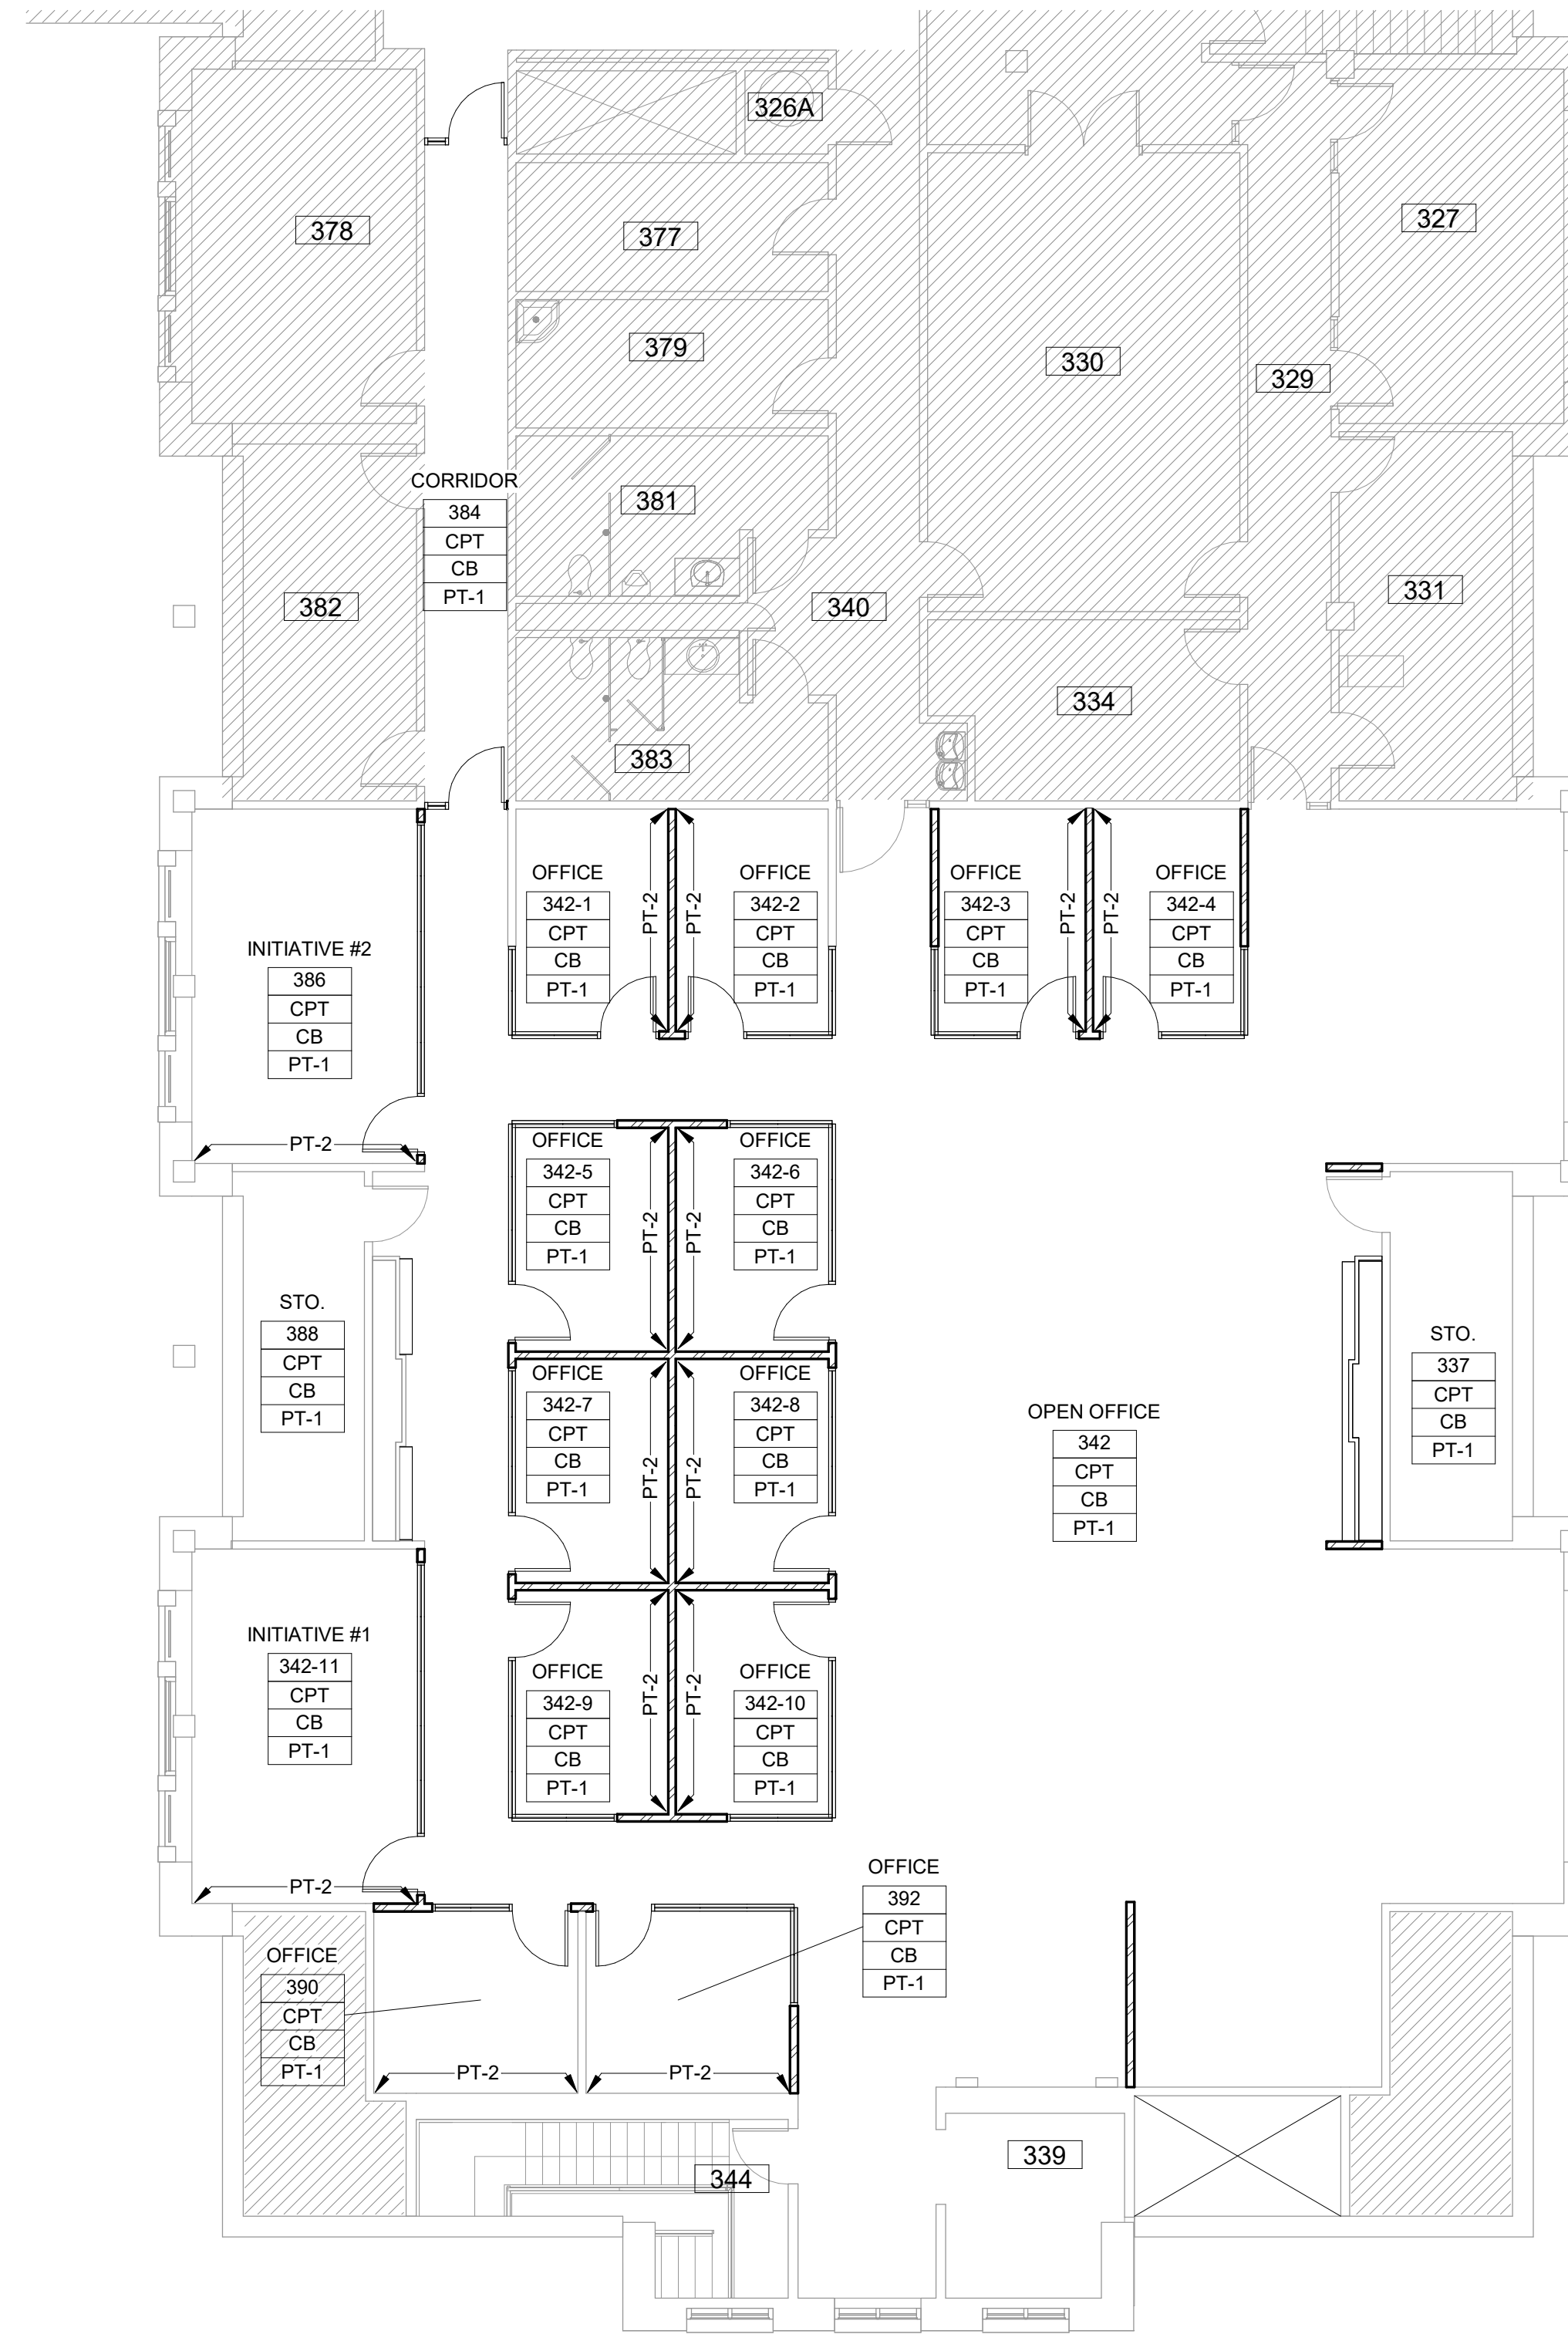 326A
378
377
327
379
330
329
CORRIDOR
384
CPT
CB
PT-1
381
382
340
331
334
383
OFFICE
342-1
CPT
CB
PT-1
PT-2
PT-2
OFFICE
342-2
CPT
CB
PT-1
OFFICE
342-3
CPT
CB
PT-1
PT-2
PT-2
OFFICE
342-4
CPT
CB
PT-1
INITIATIVE #2
386
CPT
CB
PT-1
PT-2
OFFICE
342-5
CPT
CB
PT-1
PT-2
PT-2
OFFICE
342-6
CPT
CB
PT-1
STO.
388
CPT
CB
PT-1
OFFICE
342-7
CPT
CB
PT-1
PT-2
PT-2
OFFICE
342-8
CPT
CB
PT-1
OPEN OFFICE
342
CPT
CB
PT-1
STO.
337
CPT
CB
PT-1
INITIATIVE #1
342-11
CPT
CB
PT-1
PT-2
OFFICE
342-9
CPT
CB
PT-1
PT-2
PT-2
OFFICE
342-10
CPT
CB
PT-1
OFFICE
392
CPT
CB
PT-1
OFFICE
390
CPT
CB
PT-1
PT-2
PT-2
344
339